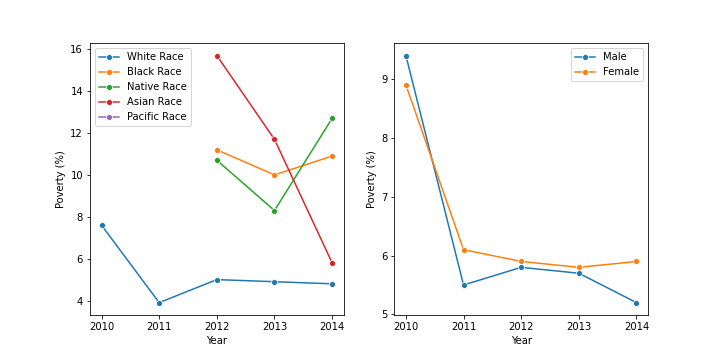 White Race
Black Race
Native Race
Asian Race
Pacific Race
16
14
12
10
8
6
4
Poverty (%)
2010 2011 2012 2013 2014
Year
Male
Female
9
8
7
6
5
Poverty (%)
2010 2011 2012 2013 2014
Year